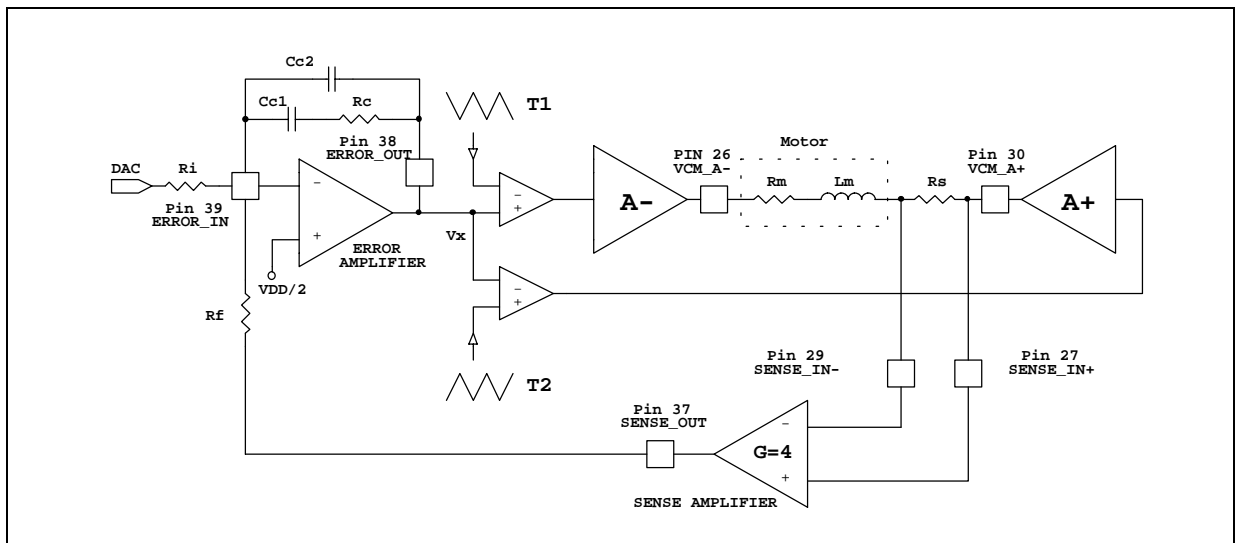 Cc2
Cc1
Rc
T1
Pin 38
ERROR_OUT
Motor
DAC
Ri
PIN 26
VCM_A-
Pin 30
VCM_A+
Rm
Lm
Rs
-
-
+
A-
A+
Pin 39
ERROR_IN
+
Vx
ERROR
AMPLIFIER
VDD/2
-
+
Rf
Pin 29
SENSE_IN-
Pin 27
SENSE_IN+
T2
Pin 37
SENSE_OUT
-
G=4
+
SENSE AMPLIFIER